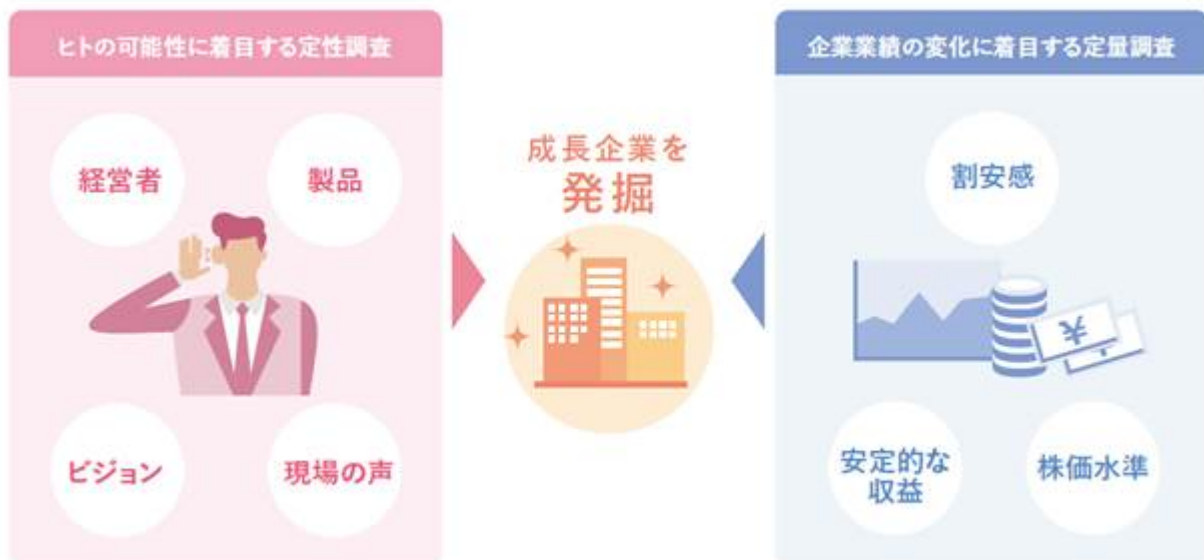 ヒトの可能性に着目する定性調査
経営者
製品
ビジョン
現場の声
成長企業を
発掘
企業業績の変化に着目する定量調査
割安感
¥
安定的な
収益
株価水準